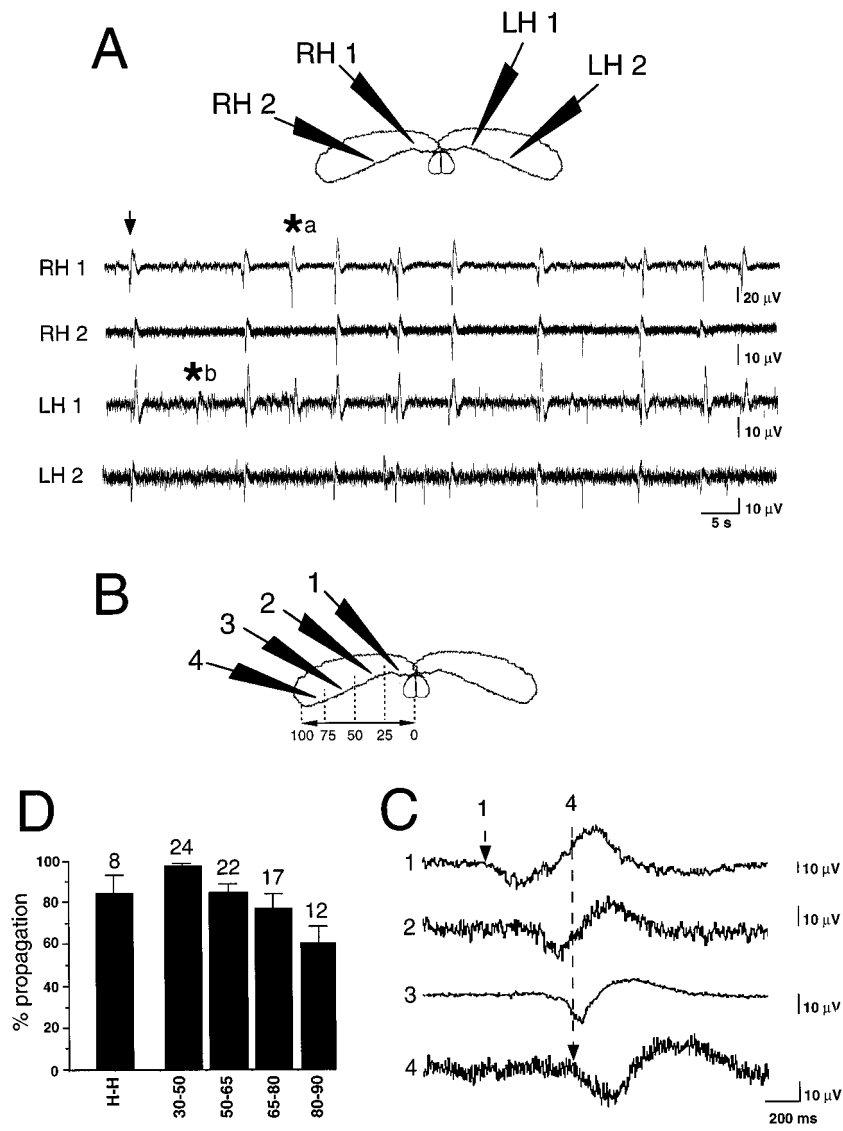 A
RH 2
RH 1
LH 1
LH 2
*a
RH 1
20 µV
RH 2
10 µV
*b
LH 1
10 µV
LH 2
10 µV
5 s
B
4
3
2
1
100 75 50 25 0
D
% propagation
100
80
60
40
20
0
8
24
22
17
12
H-H
30-50
50-65
65-80
80-90
C
1
4
1
10 µV
2
10 µV
3
10 µV
4
10 µV
200 ms